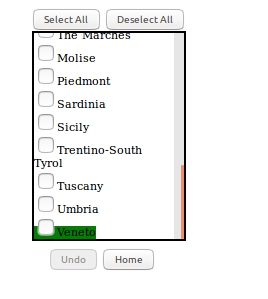 Select All Deselect All
The Marches
Molise
Piedmont
Sardinia
Sicily
Trentino-South
Tyrol
Tuscany
Umbria
Veneto
Undo Home